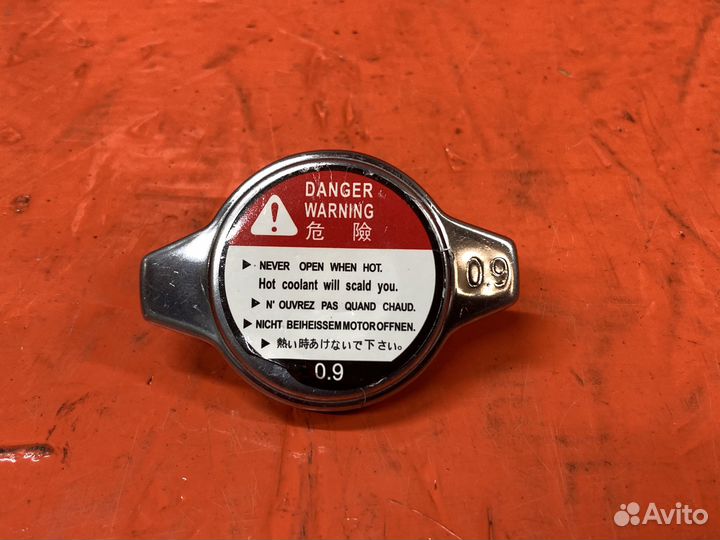 DANGER
WARNING
危 險
▶ NEVER OPEN WHEN HOT.
Hot coolant will scald you.
▶ N' OUVREZ PAS QUAND CHAUD.
▶ NICHT BEIHEISSEM MOTOR OFFNEN.
▶ 熱い時あけないで下さい。
0.9
0.9
Avito